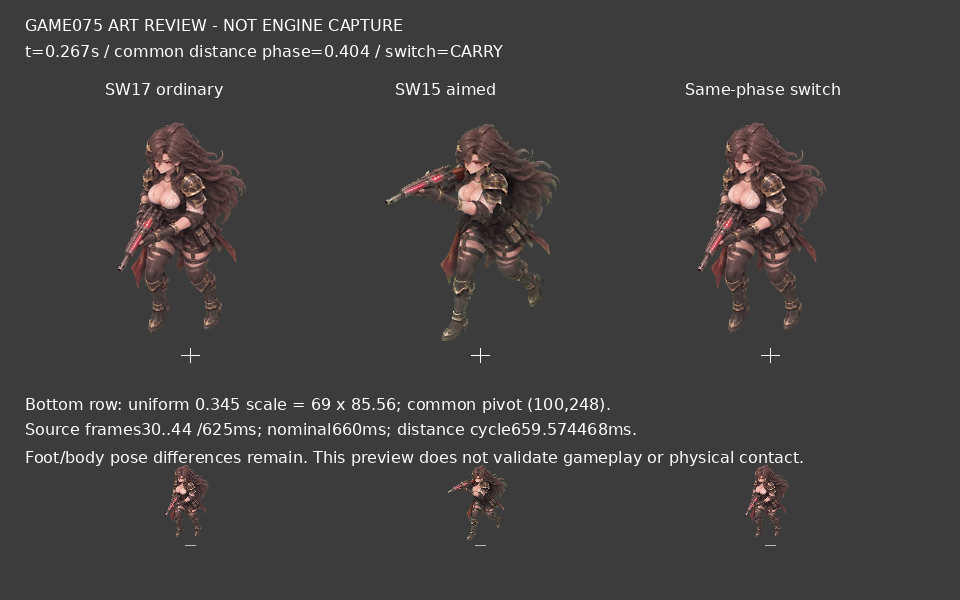 GAME075 ART REVIEW - NOT ENGINE CAPTURE
t=0.267s / common distance phase=0.404 / switch=CARRY
SW17 ordinary
SW15 aimed
Same-phase switch
Bottom row: uniform 0.345 scale = 69 x 85.56; common pivot (100,248).
Source frames30..44 /625ms; nominal660ms; distance cycle659.574468ms.
Foot/body pose differences remain. This preview does not validate gameplay or physical contact.